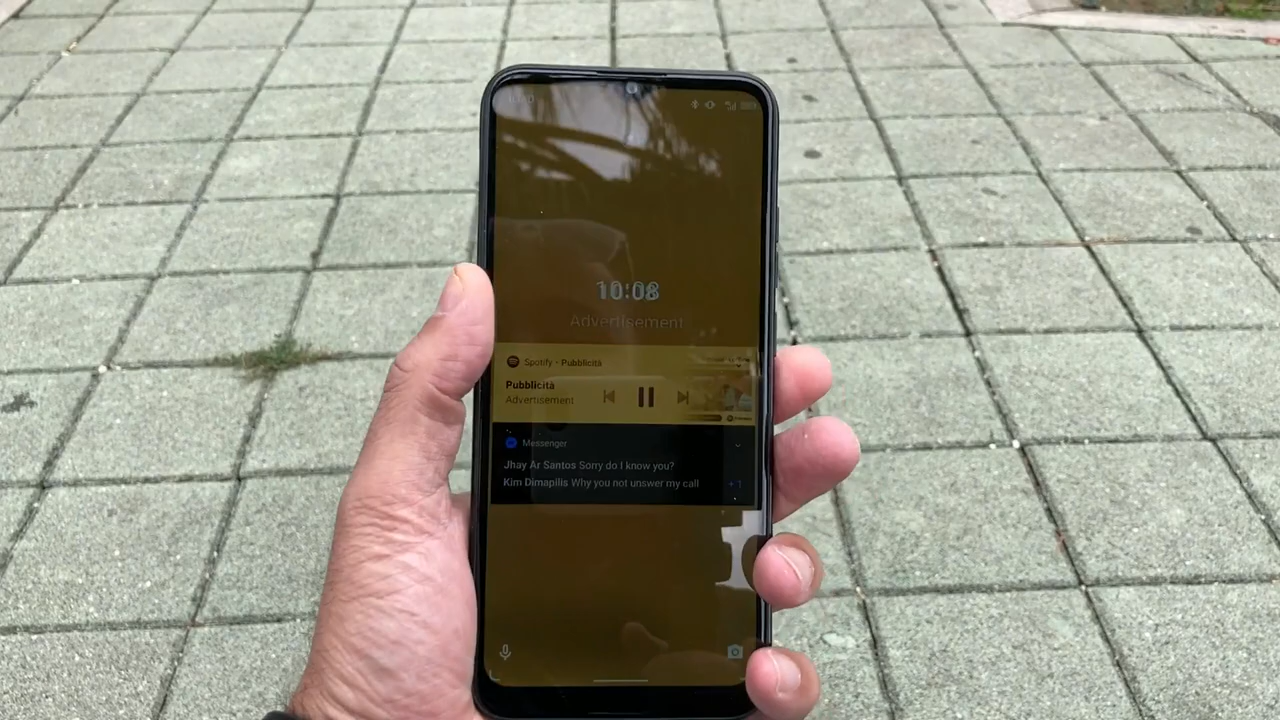 10:08
Advertisement
Spotify • Pubblicità
Pubblicità
Advertisement
Messenger
Jhay Ar Santos Sorry do I know you?
Kim Dimapilis Why you not unswer my call
+1